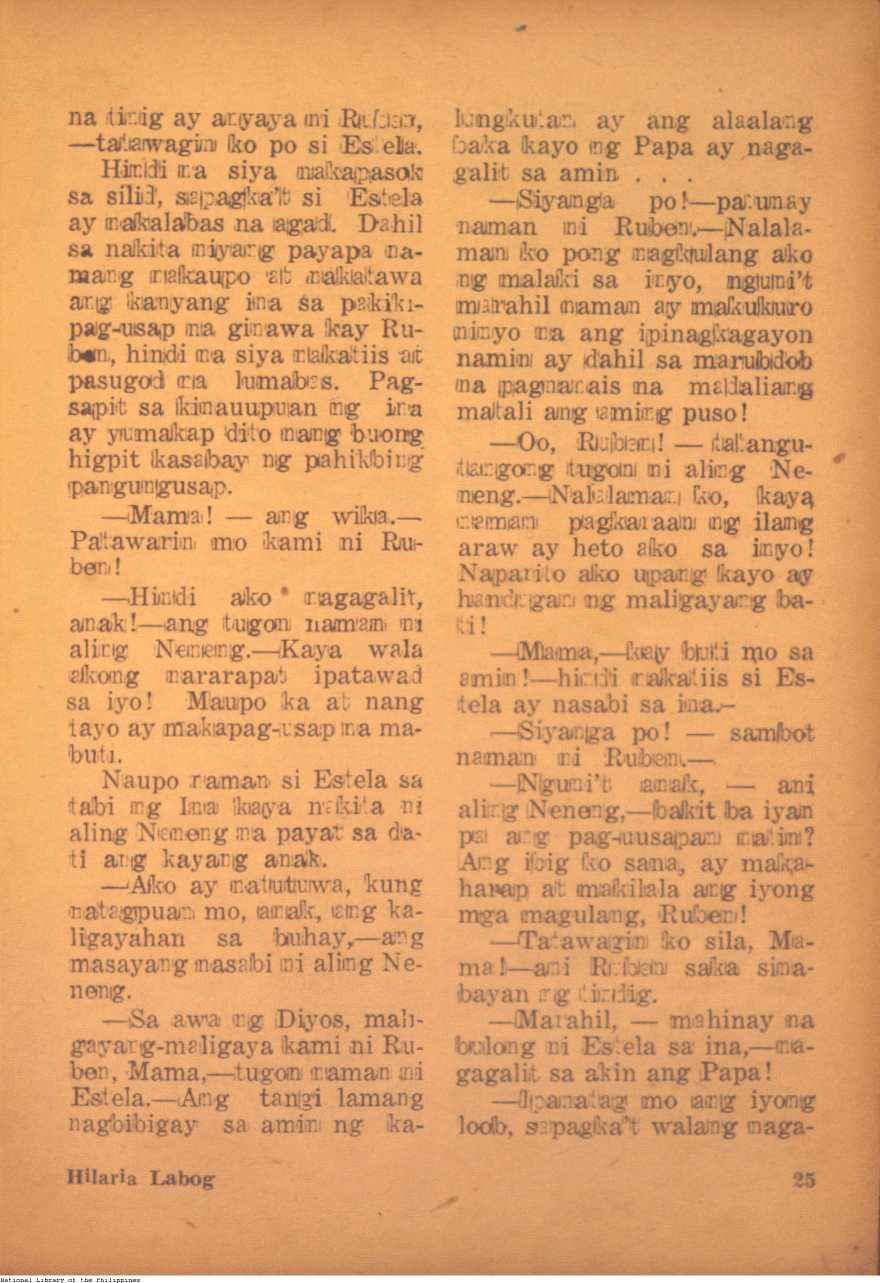 na tinig ay anyaya ni Ruben,
—tatawagin ko po si Estela.
Hindi na siya nakapasok
sa silid, sapagka't si Estela
ay nakalabas na agad. Dahil
sa nakita niyang payapa na-
mang nakaupo at nakatawa
ang kanyang ina sa pakiki-
pag-usap na ginawa kay Ru-
ben, hindi na siya nakatiis at
pasugod na lumabas. Pag-
sapit sa kinauupuan ng ina
ay yumakap dito nang buong
higpit kasabay ng pahikbing
pangungusap.
—Mama! — ang wika.—
Patawarin mo kami ni Ru-
ben!
—Hindi ako nagagalit,
anak!—ang tugon naman ni
aling Neneng.—Kaya wala
akong nararapat ipatawad
sa iyo! Maupo ka at nang
tayo ay makapag-usap na ma-
buti.
Naupo naman si Estela sa
tabi ng Ina kaya nakita ni
aling Neneng na payat sa da-
ti ang kayang anak.
—Ako ay natutuwa, kung
natagpuan mo, anak, ang ka-
ligayahan sa buhay,—ang
masayang nasabi ni aling Ne-
neng.
—Sa awa ng Diyos, mali-
gayang-maligaya kami ni Ru-
ben, Mama,—tugon naman ni
Estela.—Ang tangi lamang
nagbibigay sa amin ng ka-
lungkutan ay ang alaalang
baka kayo ng Papa ay naga-
galit sa amin . . .
—Siyanga po!—patunay
naman ni Ruben.—Nalala-
man ko pong nagkulang ako
ng malaki sa inyo, nguni't
marahil naman ay makukuro
ninyo na ang ipinagkagayon
namin ay dahil sa marubdob
na pagnanais na madaliang
matali ang aming puso!
—Oo, Ruben! — tatangu-
tangong tugon ni aling Ne-
neng.—Nalalaman ko, kaya
naman pagkaraan ng ilang
araw ay heto ako sa inyo!
Naparito ako upang kayo ay
handugan ng maligayang ba-
ti!
—Mama,—kay buti mo sa
amin!—hindi nakatiis si Es-
tela ay nasabi sa ina.—
—Siyanga po! — sambot
naman ni Ruben.—
—Nguni't anak, — ani
aling Neneng,—bakit ba iyan
pa ang pag-uusapan natin?
Ang ibig ko sana, ay maka-
harap at makilala ang iyong
mga magulang, Ruben!
—Tatawagin ko sila, Ma-
ma!—ani Ruben saka sina-
bayan ng tindig.
—Marahil, — mahinay na
bulong ni Estela sa ina,—na-
gagalit sa akin ang Papa!
—Ipanatag mo ang iyong
loob, sapagka't walang naga-
Hilaria Labog 25
National Library of the Philippines